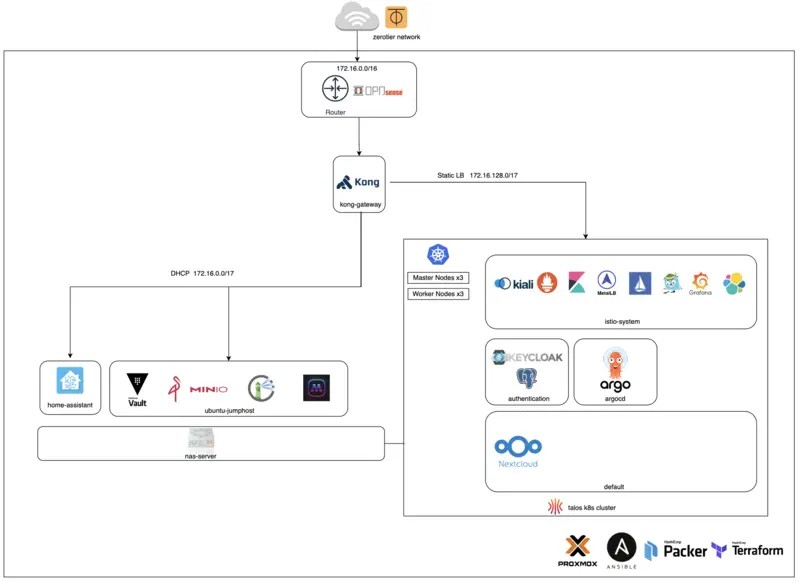 zerotier network
172.16.0.0/16
OPNsense
Router
Kong
kong-gateway
Static LB 172.16.128.0/17
DHCP 172.16.0.0/17
Master Nodes x3
Worker Nodes x3
kiali
MetalLB
Grafana
istio-system
KEYCLOAK
authentication
argo
argocd
Nextcloud
default
talos k8s cluster
home-assistant
Vault
MINIO
ubuntu-jumphost
nas-server
PROXMOX
ANSIBLE
HashiCorp
Packer
HashiCorp
Terraform